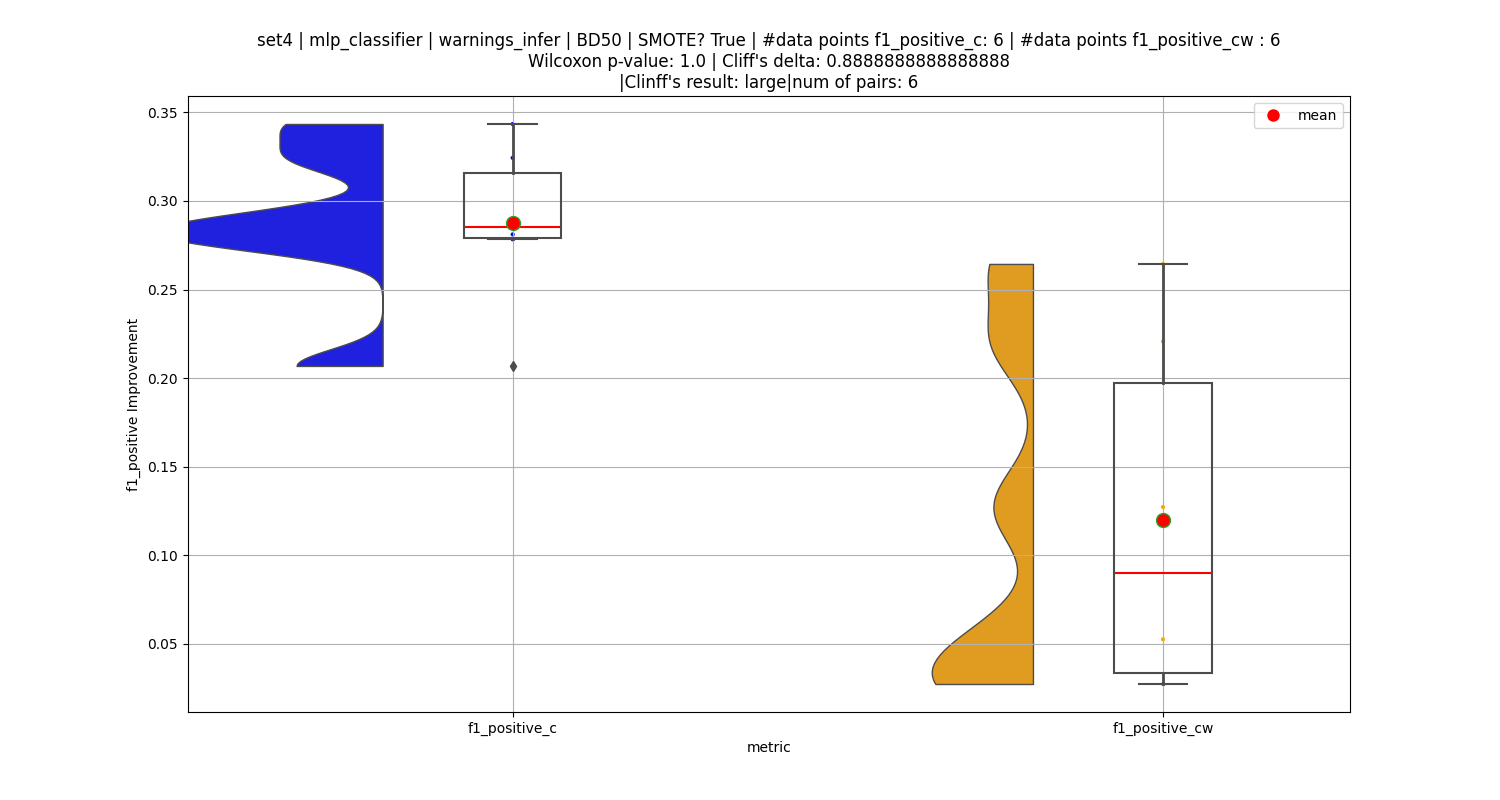 set4 | mlp_classifier | warnings_infer | BD50 | SMOTE? True | #data points f1_positive_c: 6 | #data points f1_positive_cw : 6
Wilcoxon p-value: 1.0 | Cliff's delta: 0.8888888888888888
|Clinff's result: large|num of pairs: 6
mean
0.35
0.30
0.25
0.20
0.15
0.10
0.05
f1_positive Improvement
f1_positive_c
f1_positive_cw
metric